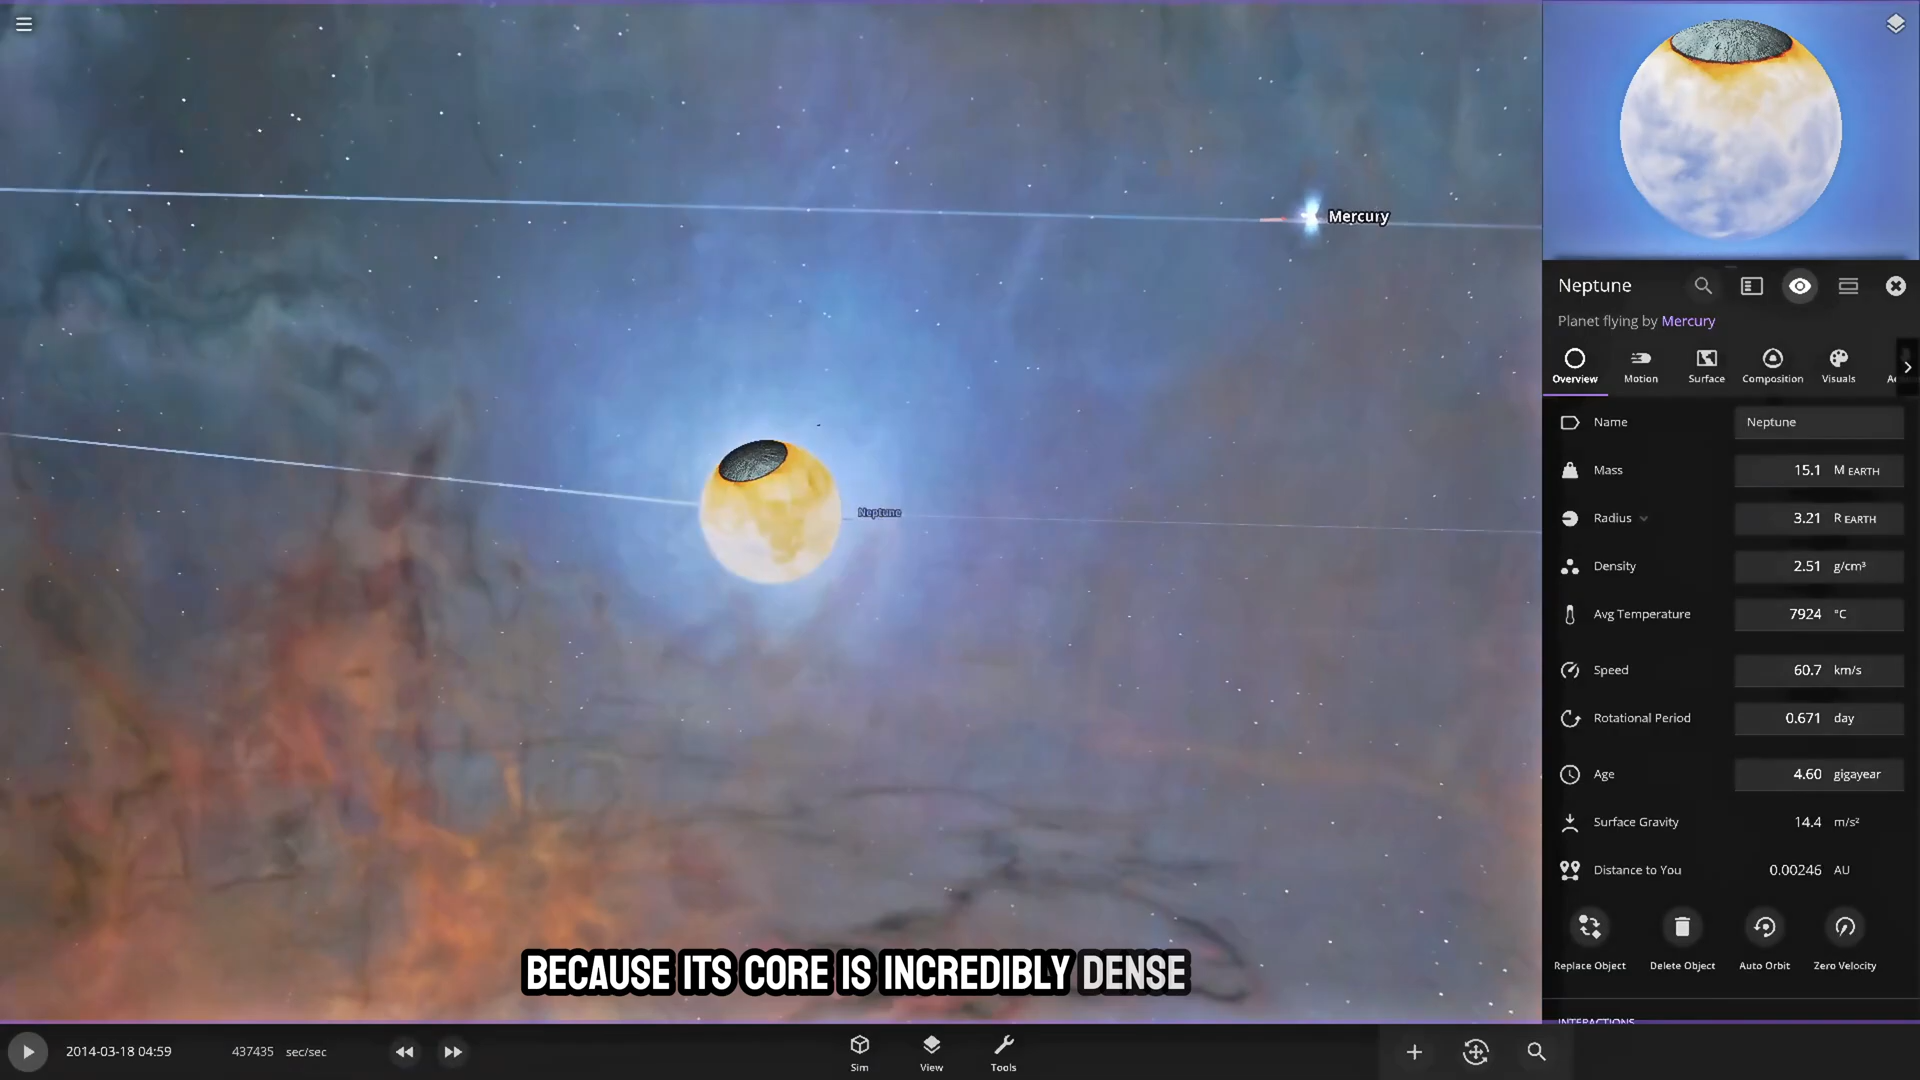 Mercury
Neptune
BECAUSE ITS CORE IS INCREDIBLY DENSE
Neptune
Planet flying by Mercury
Overview
Motion
Surface
Composition
Visuals
Name Neptune
Mass 15.1 M EARTH
Radius 3.21 R EARTH
Density 2.51 g/cm³
Avg Temperature 7924 °C
Speed 60.7 km/s
Rotational Period 0.671 day
Age 4.60 gigayear
Surface Gravity 14.4 m/s²
Distance to You 0.00246 AU
Replace Object
Delete Object
Auto Orbit
Zero Velocity
INTERACTIONS
2014-03-18 04:59
437435 sec/sec
Sim
View
Tools